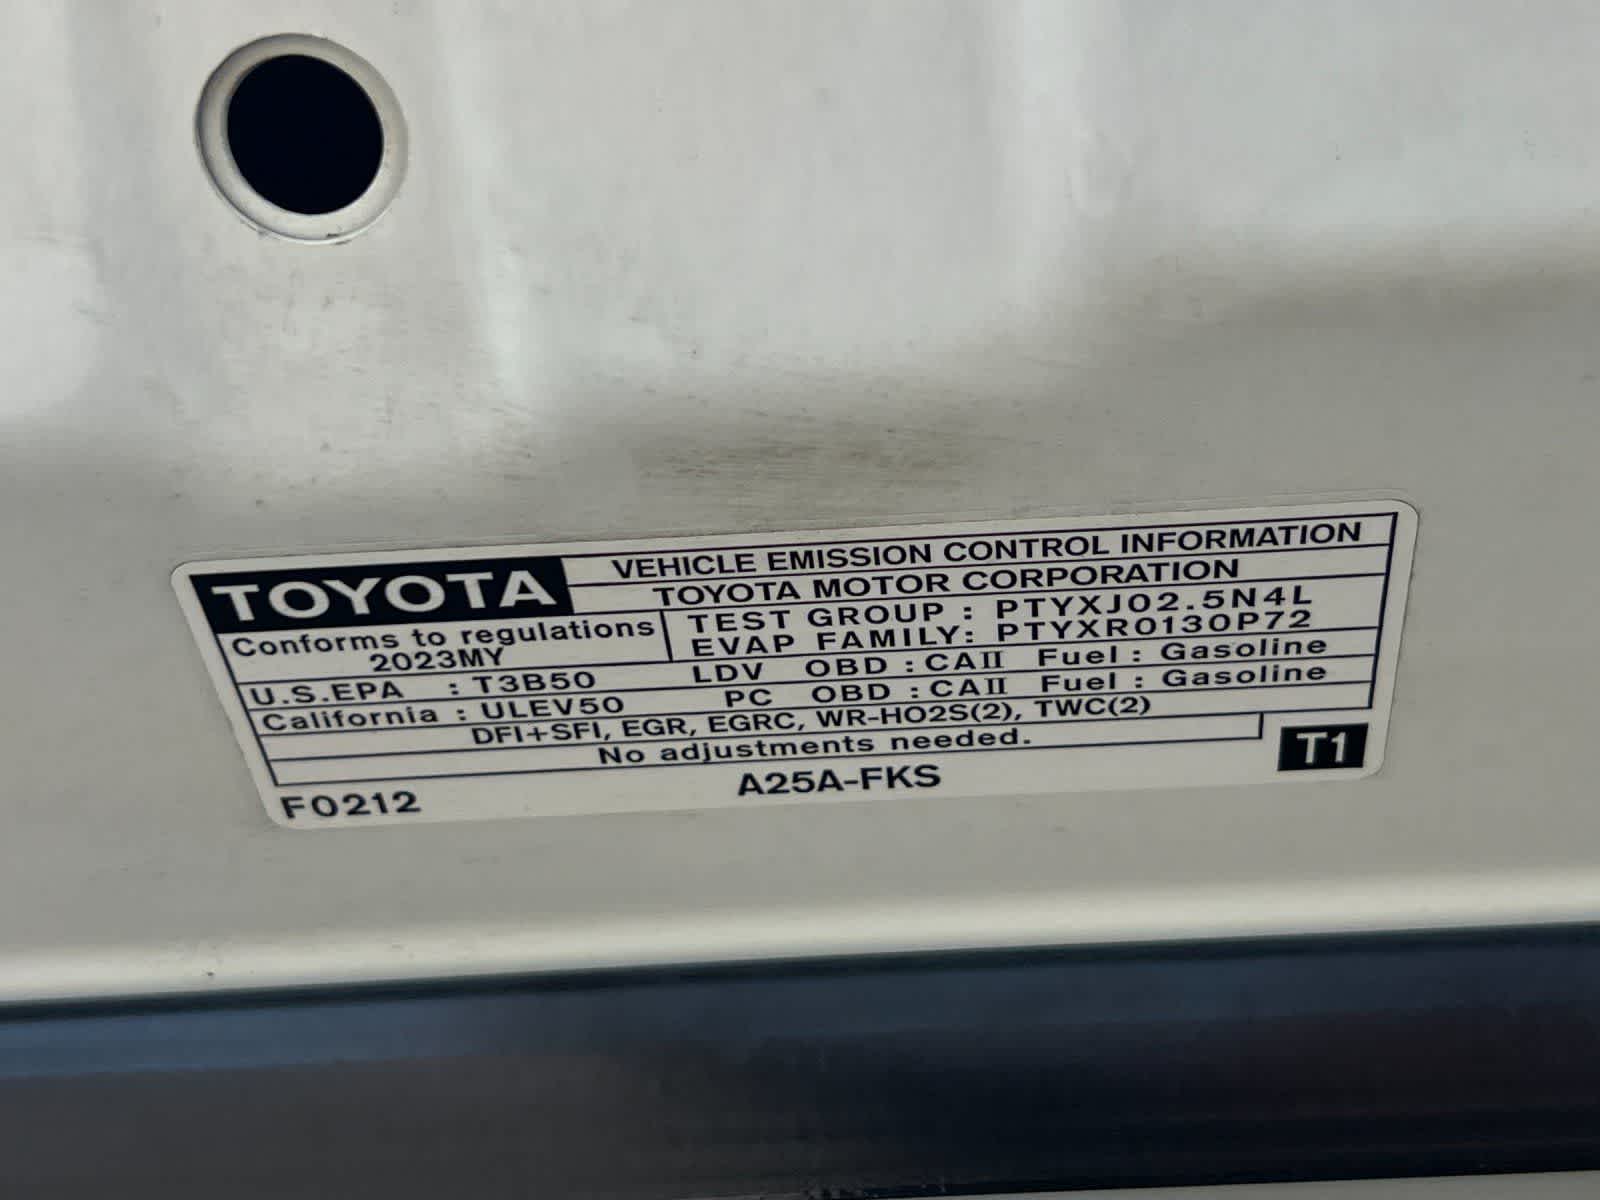 TOYOTA
VEHICLE EMISSION CONTROL INFORMATION
TOYOTA MOTOR CORPORATION
Conforms to regulations
2023MY
TEST GROUP : PTYXJ02.5N4L
EVAP FAMILY: PTYXR0130P72
U.S.EPA : T3B50 LDV OBD : CAII Fuel : Gasoline
California : ULEV50 PC OBD : CAII Fuel : Gasoline
DFI+SFI, EGR, EGRC, WR-HO2S(2), TWC(2)
No adjustments needed.
T1
F0212
A25A-FKS